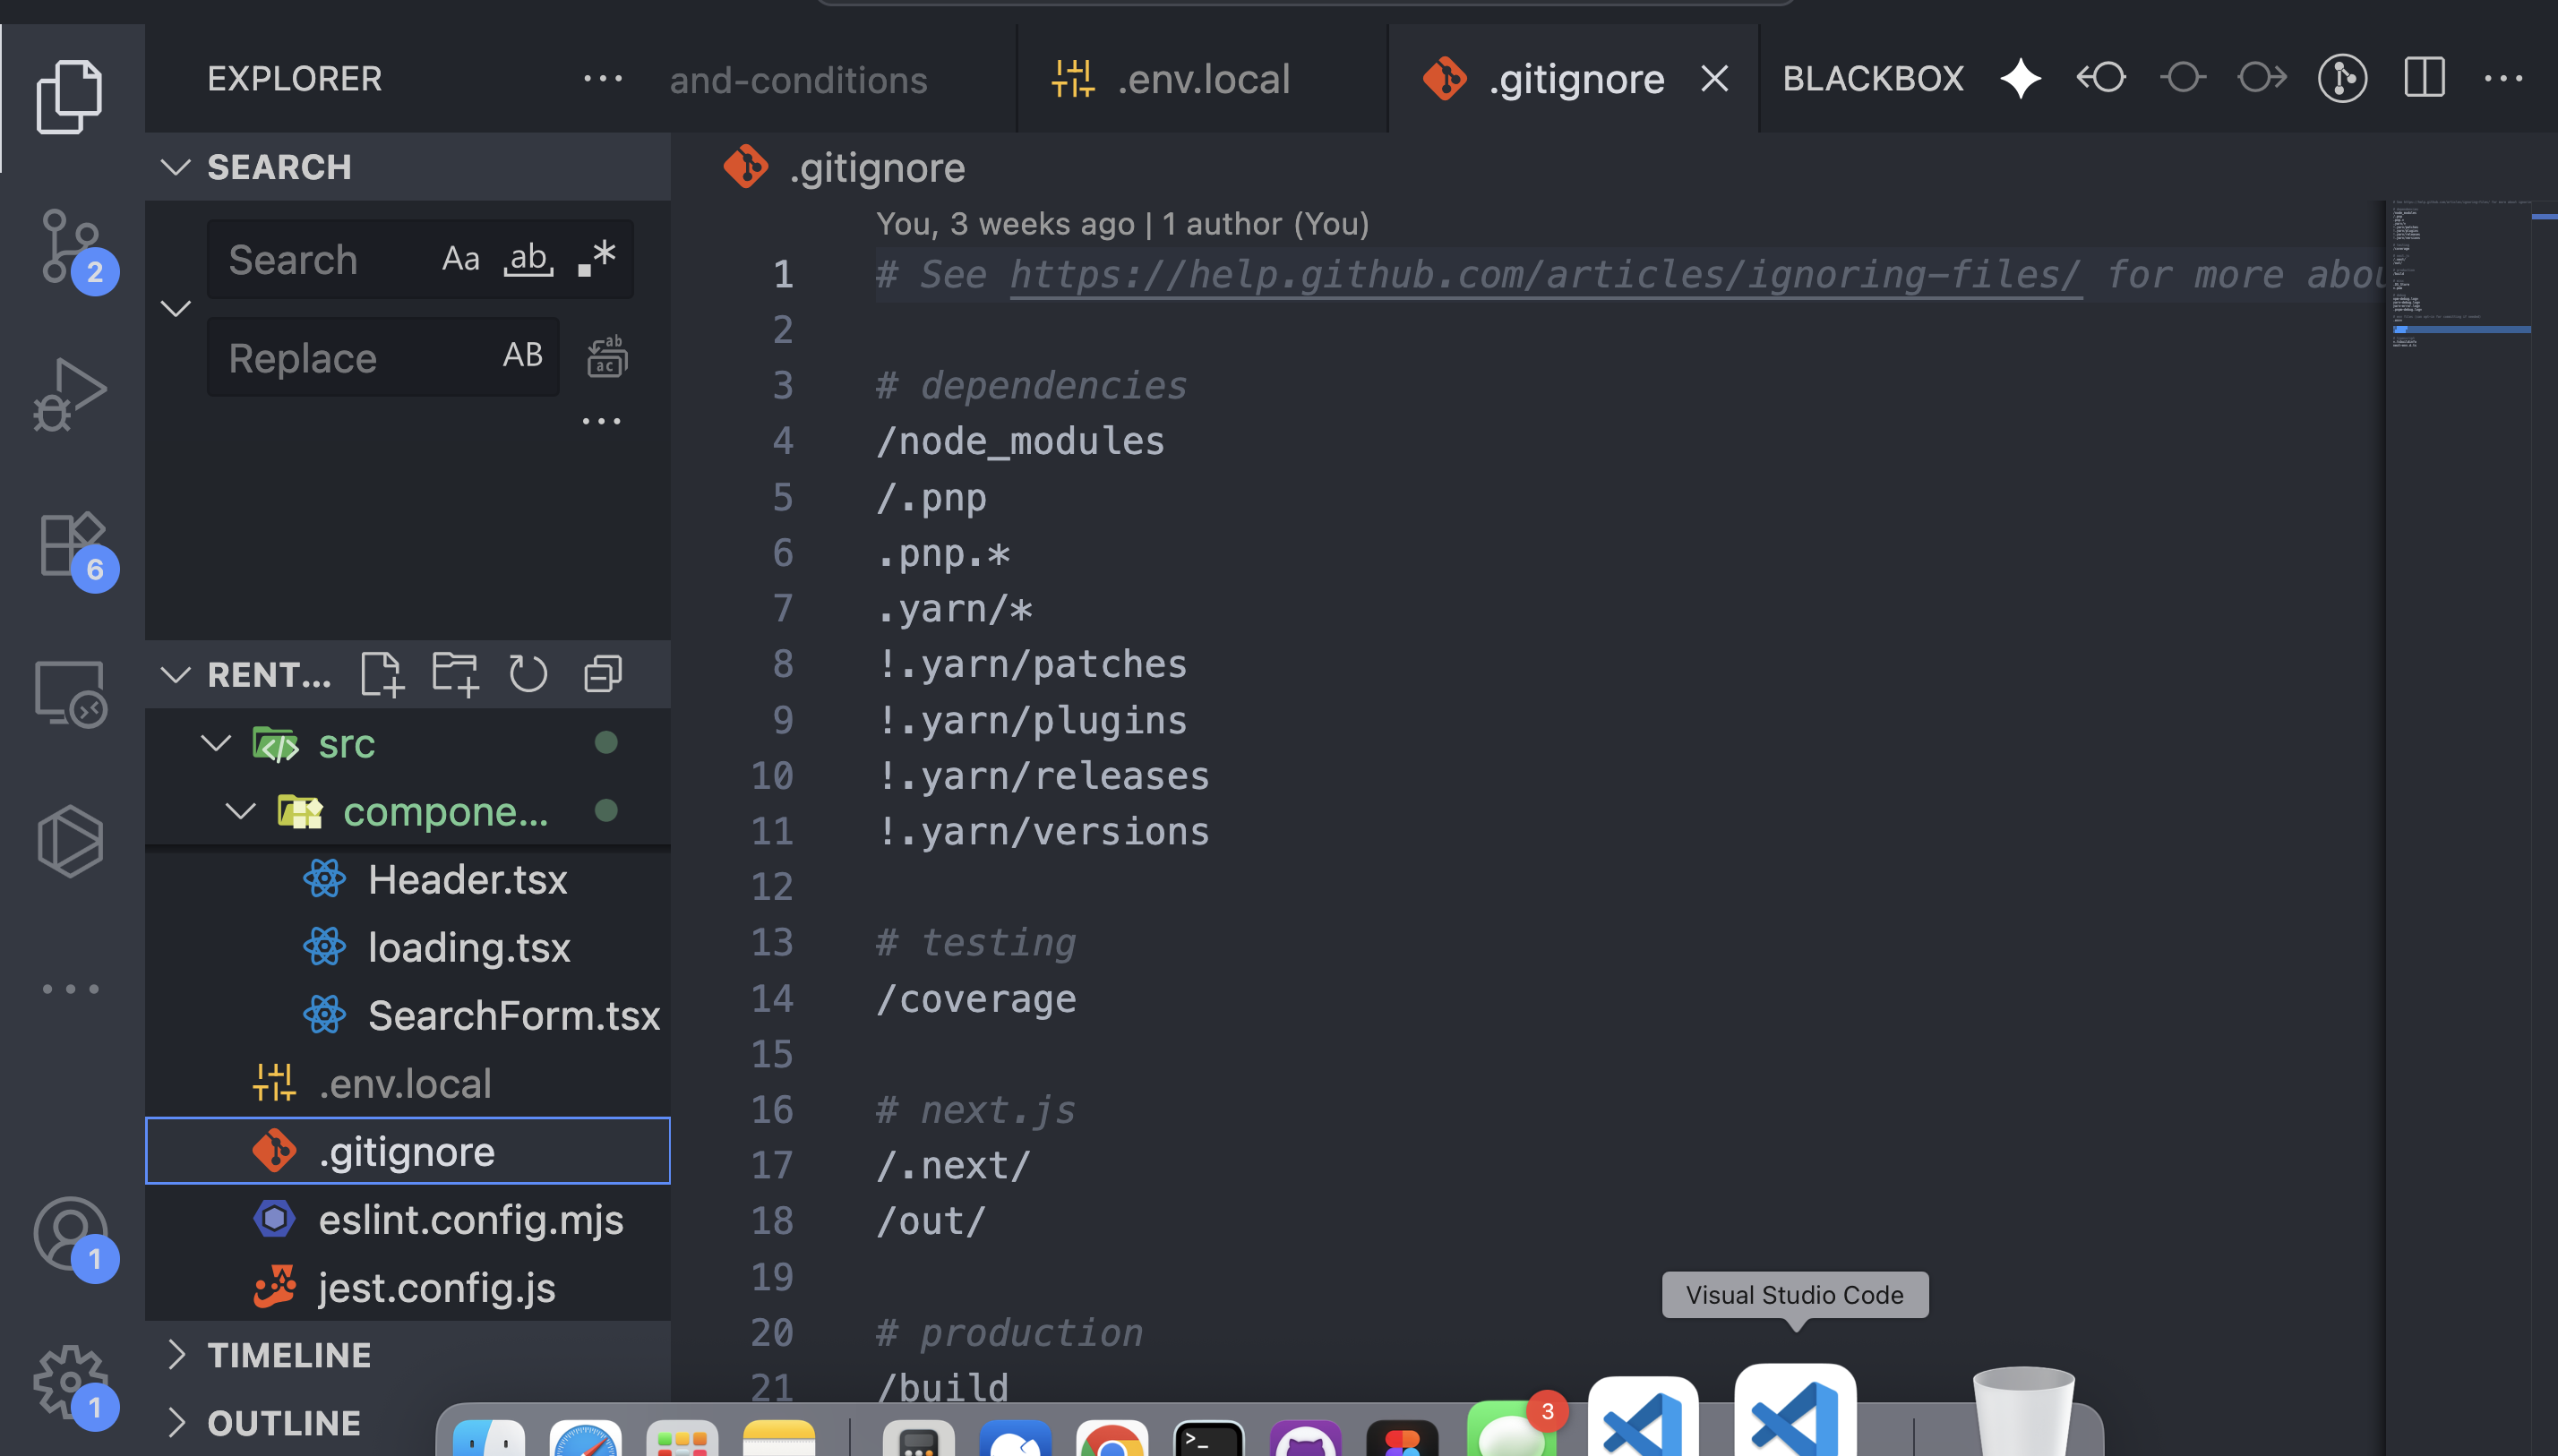 EXPLORER
and-conditions
.env.local
.gitignore
BLACKBOX
SEARCH
Search
Aa
ab
Replace
AB
ab
ac
2
6
RENT...
src
compone...
Header.tsx
loading.tsx
SearchForm.tsx
.env.local
.gitignore
eslint.config.mjs
jest.config.js
TIMELINE
OUTLINE
1
1
.gitignore
You, 3 weeks ago | 1 author (You)
1 # See https://help.github.com/articles/ignoring-files/ for more abou
2
3 # dependencies
4 /node_modules
5 /.pnp
6 .pnp.*
7 .yarn/*
8 !.yarn/patches
9 !.yarn/plugins
10 !.yarn/releases
11 !.yarn/versions
12
13 # testing
14 /coverage
15
16 # next.js
17 /.next/
18 /out/
19
20 # production
21 /build
Visual Studio Code
3